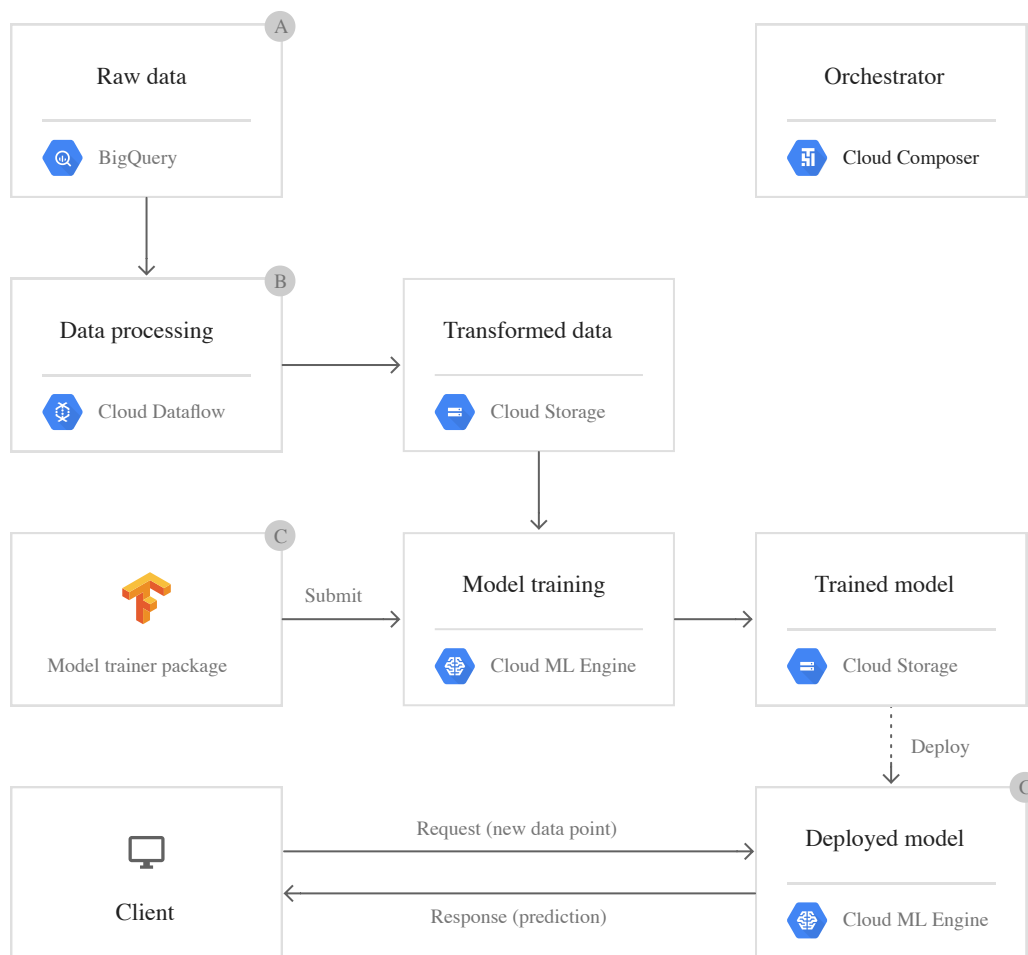 A
Raw data
BigQuery
Orchestrator
Cloud Composer
B
Data processing
Cloud Dataflow
Transformed data
Cloud Storage
C
Model trainer package
Submit
Model training
Cloud ML Engine
Trained model
Cloud Storage
Deploy
Client
Request (new data point)
Response (prediction)
Deployed model
Cloud ML Engine